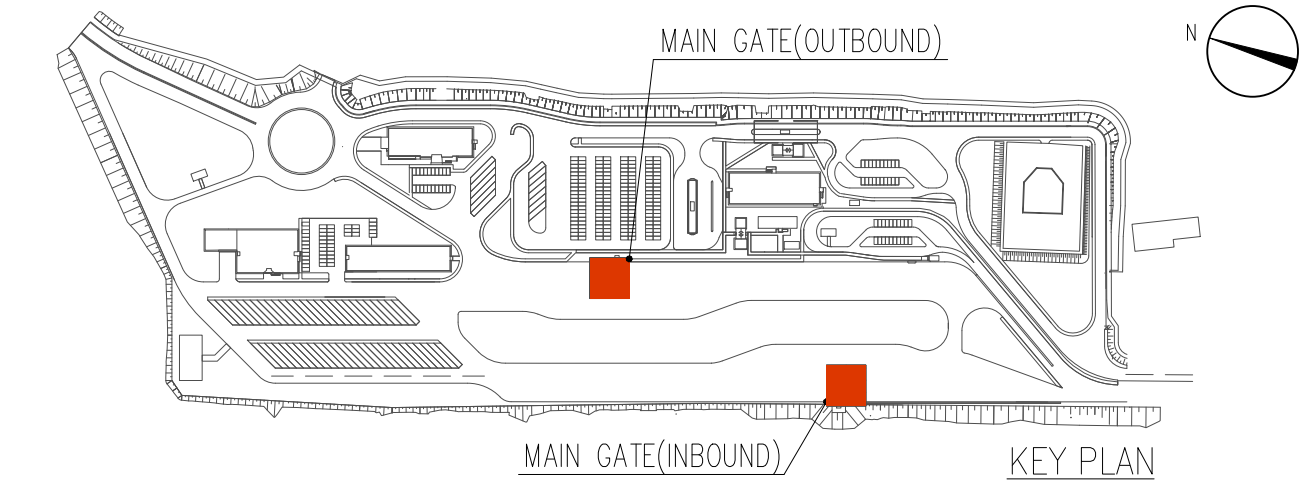 MAIN GATE(OUTBOUND)
N
MAIN GATE(INBOUND)
KEY PLAN